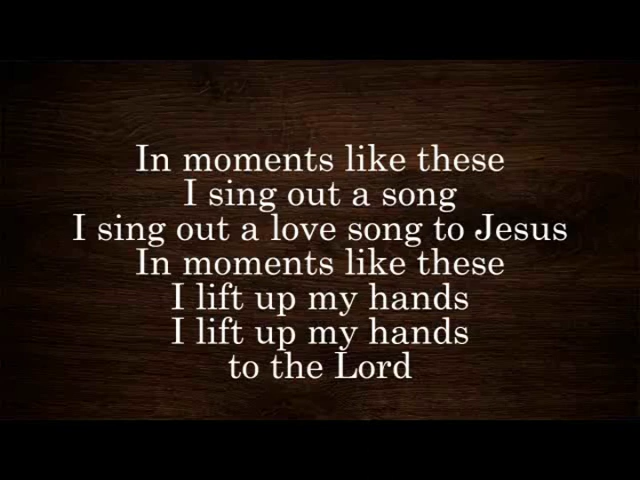 In moments like these
I sing out a song
I sing out a love song to Jesus
In moments like these
I lift up my hands
I lift up my hands
to the Lord